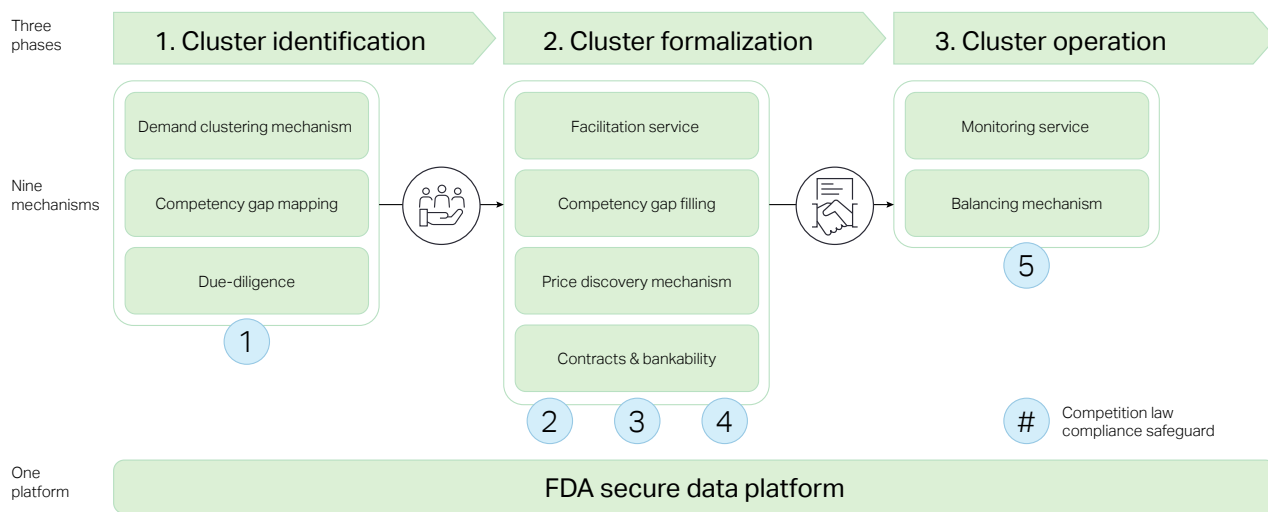 Three
phases
1. Cluster identification
2. Cluster formalization
3. Cluster operation
Nine
mechanisms
Demand clustering mechanism
Competency gap mapping
Due-diligence
1
Facilitation service
Competency gap filling
Price discovery mechanism
Contracts & bankability
2
3
4
Monitoring service
Balancing mechanism
5
#
Competition law
compliance safeguard
One
platform
FDA secure data platform